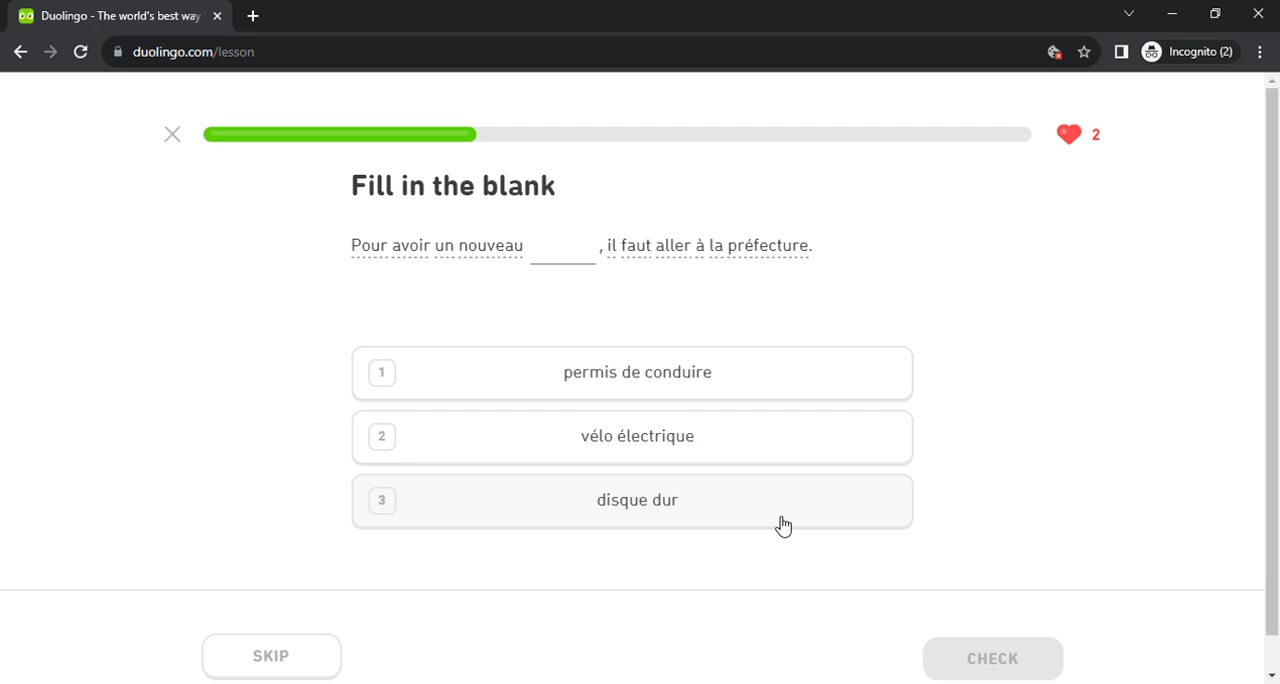 Duolingo - The world's best way
duolingo.com/lesson
Incognito (2)
2
Fill in the blank
Pour avoir un nouveau ______ , il faut aller à la préfecture.
1 permis de conduire
2 vélo électrique
3 disque dur
SKIP
CHECK